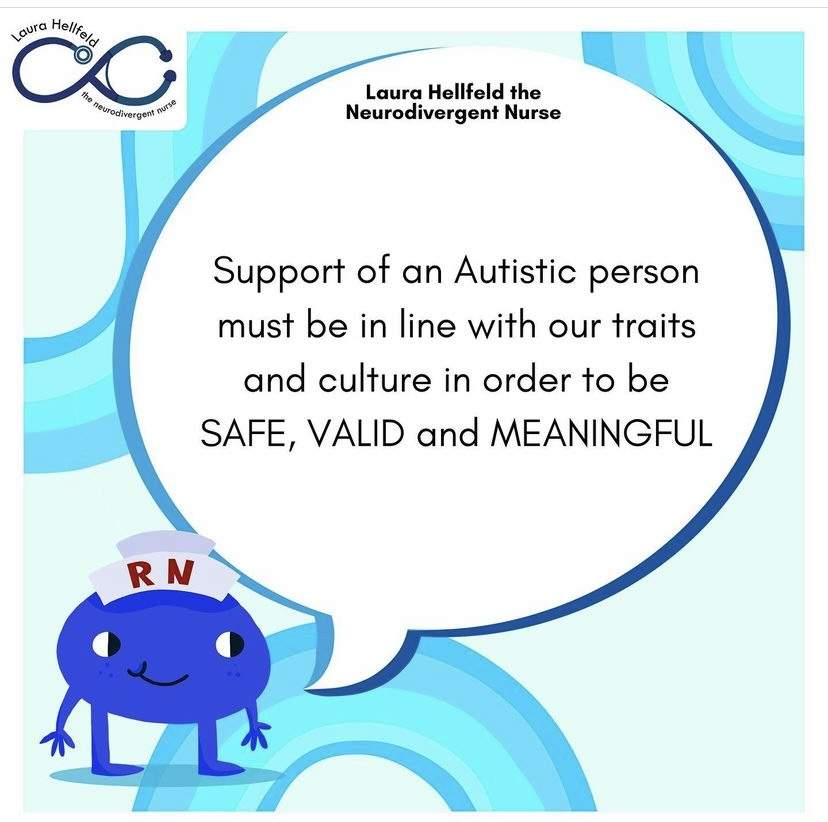 Laura Hellfeld
the neurodivergent nurse
Laura Hellfeld the
Neurodivergent Nurse
Support of an Autistic person
must be in line with our traits
and culture in order to be
SAFE, VALID and MEANINGFUL
RN